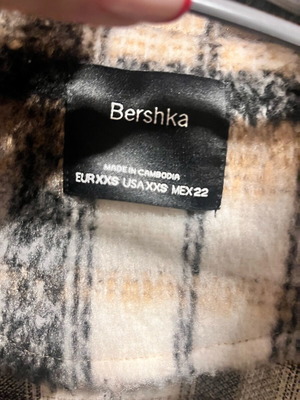 Bershka
MADE IN CAMBODIA
EUR XXS USA XXS MEX 22